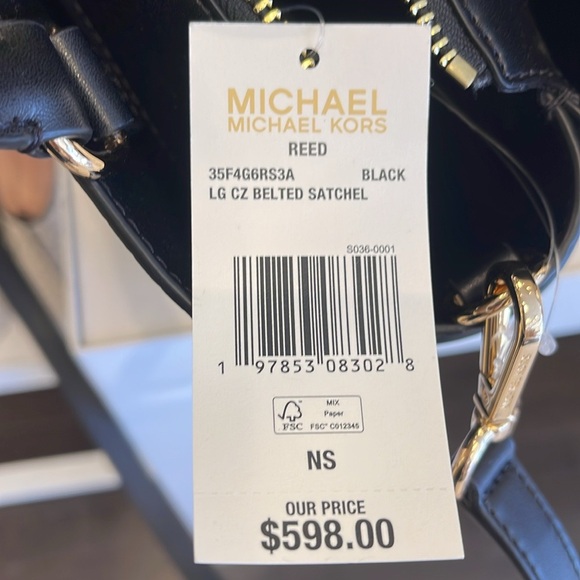 MICHAEL
MICHAEL KORS
REED
35F4G6RS3A BLACK
LG CZ BELTED SATCHEL
S036-0001
1 97853 08302 8
MIX
Paper
FSC® C012345
FSC
NS
OUR PRICE
$598.00